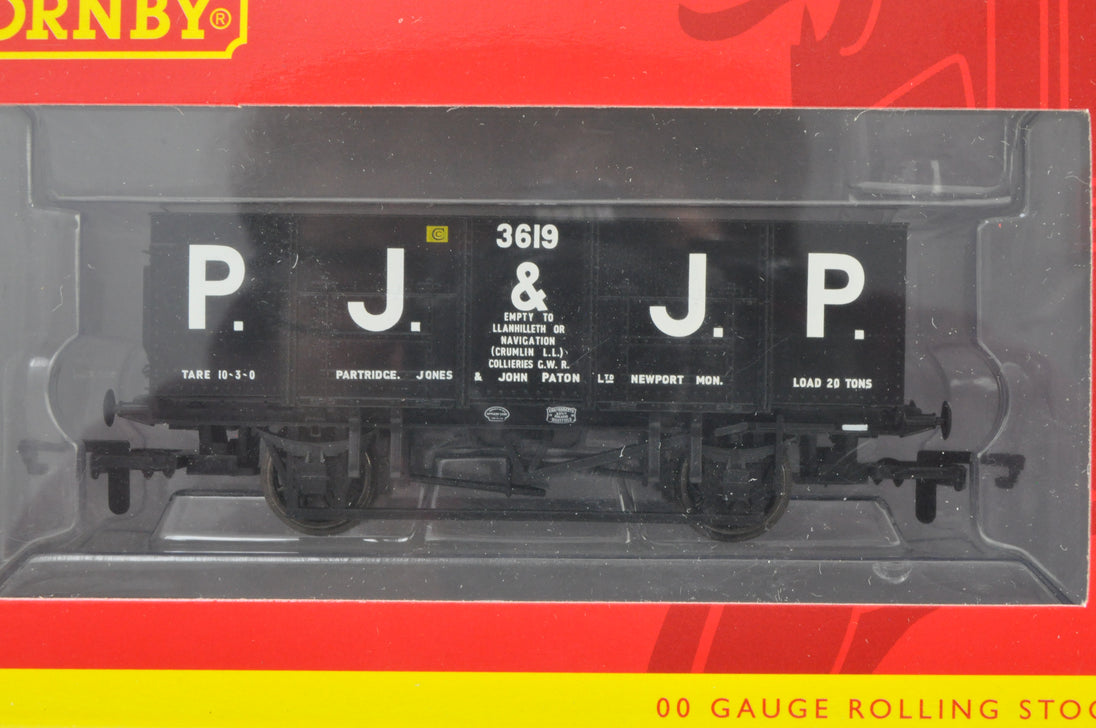 ORNBY®
3619
P. J. & J. P.
C
EMPTY TO
LLANHILLETH OR
NAVIGATION
(CRUMLIN L.L.)
COLLIERIES G.W.R.
TARE 10-3-0 PARTRIDGE. JONES & JOHN PATON LTD NEWPORT MON. LOAD 20 TONS
00 GAUGE ROLLING STOC